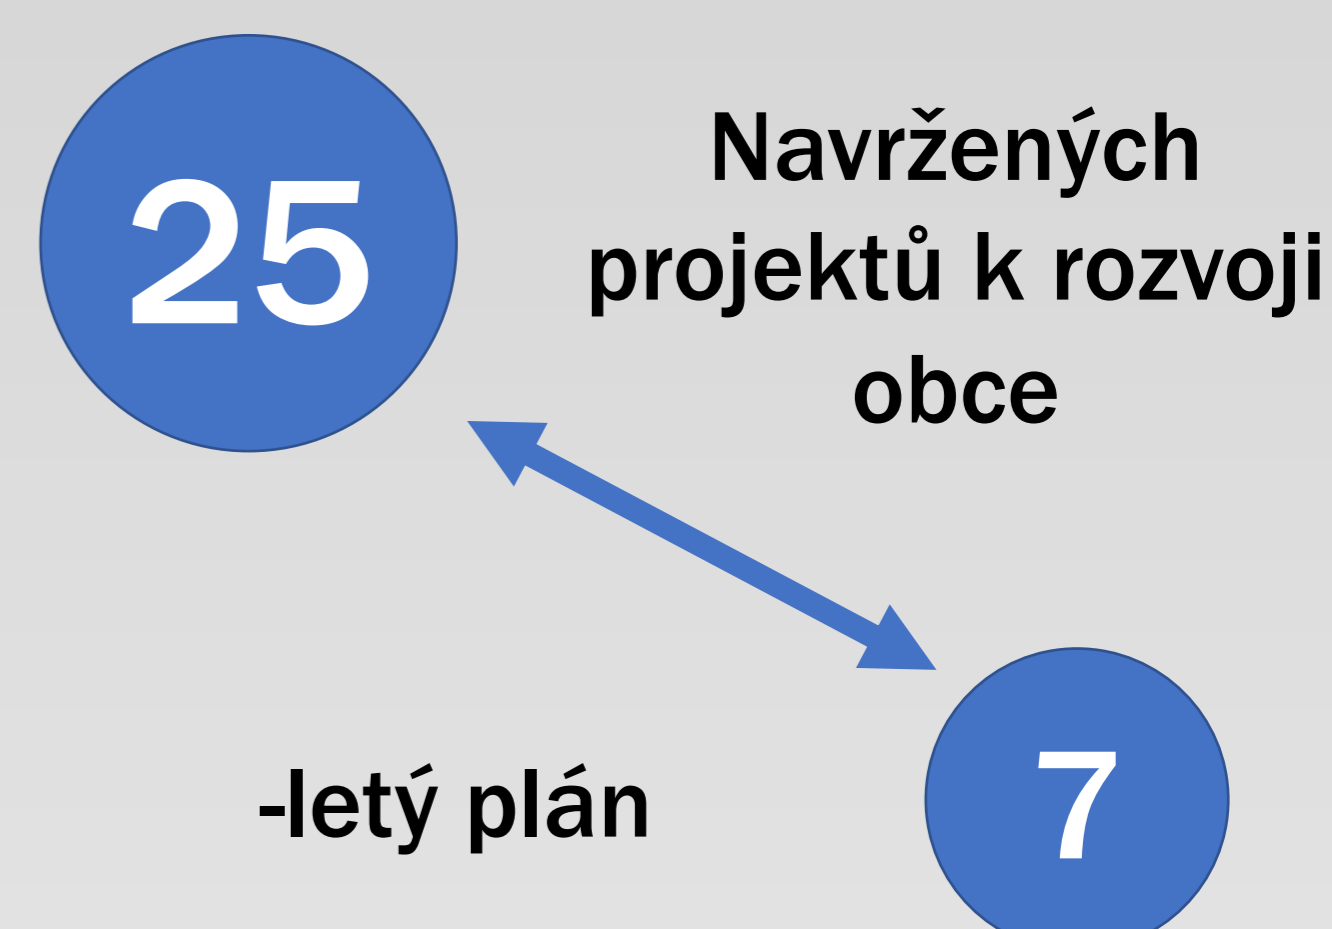 25
Navržených
projektů k rozvoji
obce
-letý plán
7